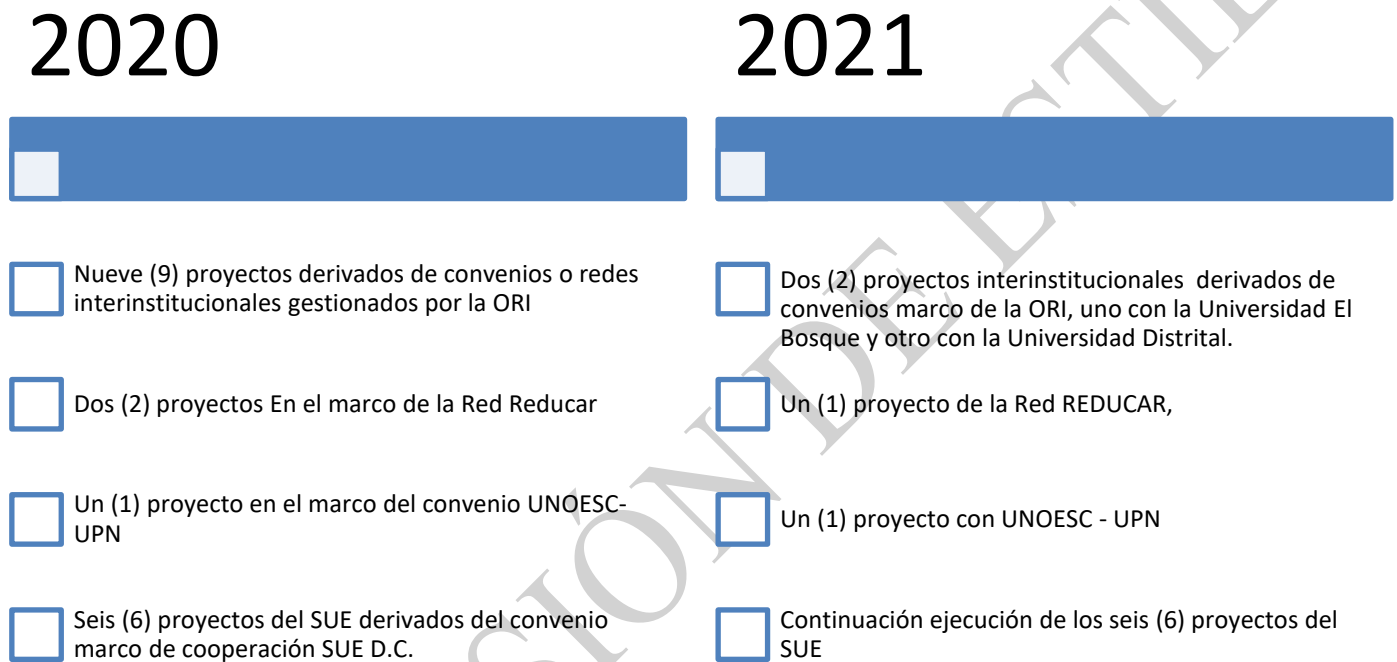 2020
Nueve (9) proyectos derivados de convenios o redes
interinstitucionales gestionados por la ORI
Dos (2) proyectos En el marco de la Red Reducar
Un (1) proyecto en el marco del convenio UNOESC-
UPN
Seis (6) proyectos del SUE derivados del convenio
marco de cooperación SUE D.C.
2021
Dos (2) proyectos interinstitucionales derivados de
convenios marco de la ORI, uno con la Universidad El
Bosque y otro con la Universidad Distrital.
Un (1) proyecto de la Red REDUCAR,
Un (1) proyecto con UNOESC - UPN
Continuación ejecución de los seis (6) proyectos del
SUE